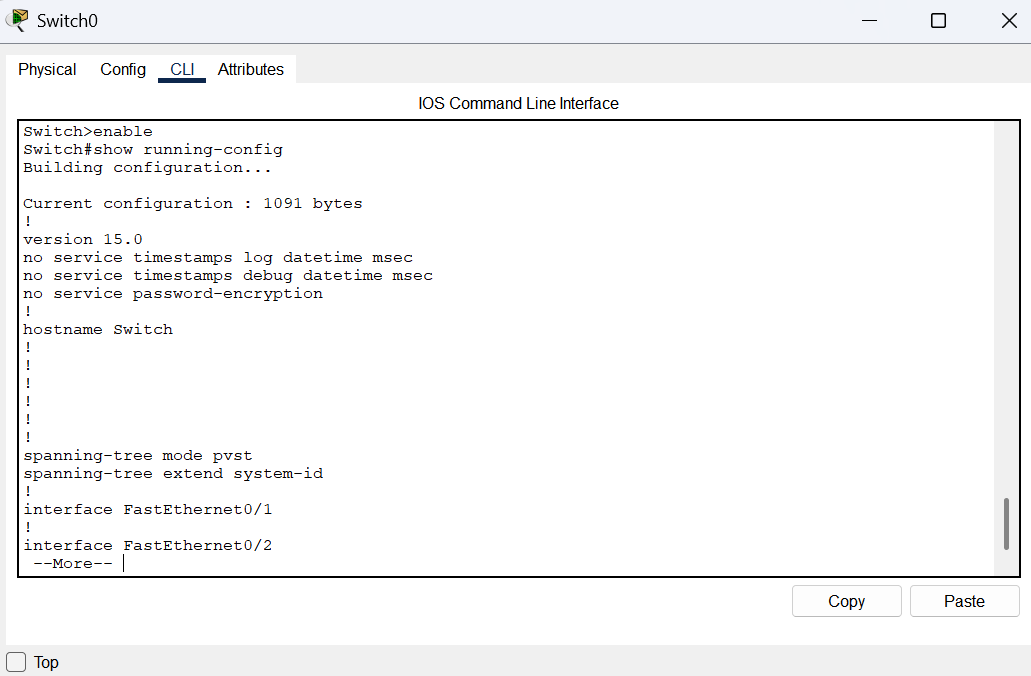 Switch0
Physical Config CLI Attributes
IOS Command Line Interface
Switch>enable
Switch#show running-config
Building configuration...
Current configuration : 1091 bytes
!
version 15.0
no service timestamps log datetime msec
no service timestamps debug datetime msec
no service password-encryption
!
hostname Switch
!
!
!
!
!
!
spanning-tree mode pvst
spanning-tree extend system-id
!
interface FastEthernet0/1
!
interface FastEthernet0/2
--More--
Copy Paste
Top